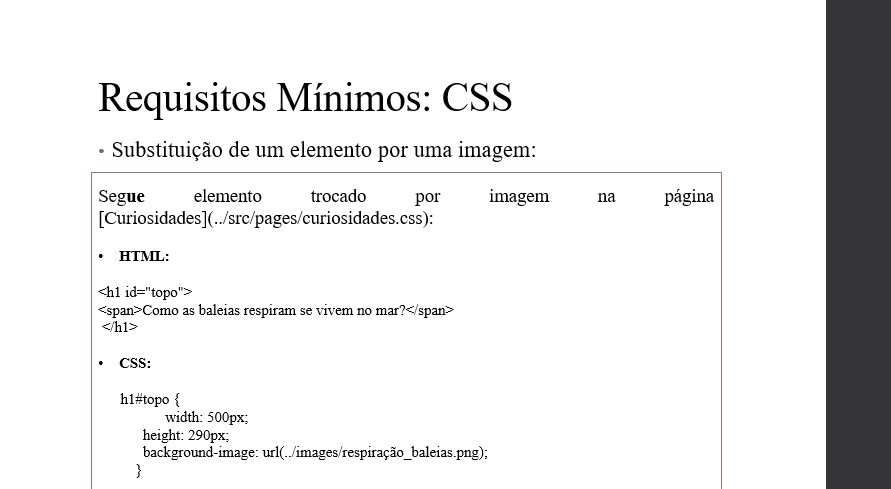 Requisitos Mínimos: CSS
• Substituição de um elemento por uma imagem:
Segue elemento trocado por imagem na página
[Curiosidades](../src/pages/curiosidades.css):
• HTML:
<h1 id="topo">
<span>Como as baleias respiram se vivem no mar?</span>
</h1>
• CSS:
h1#topo {
width: 500px;
height: 290px;
background-image: url(../images/respiração_baleias.png);
}